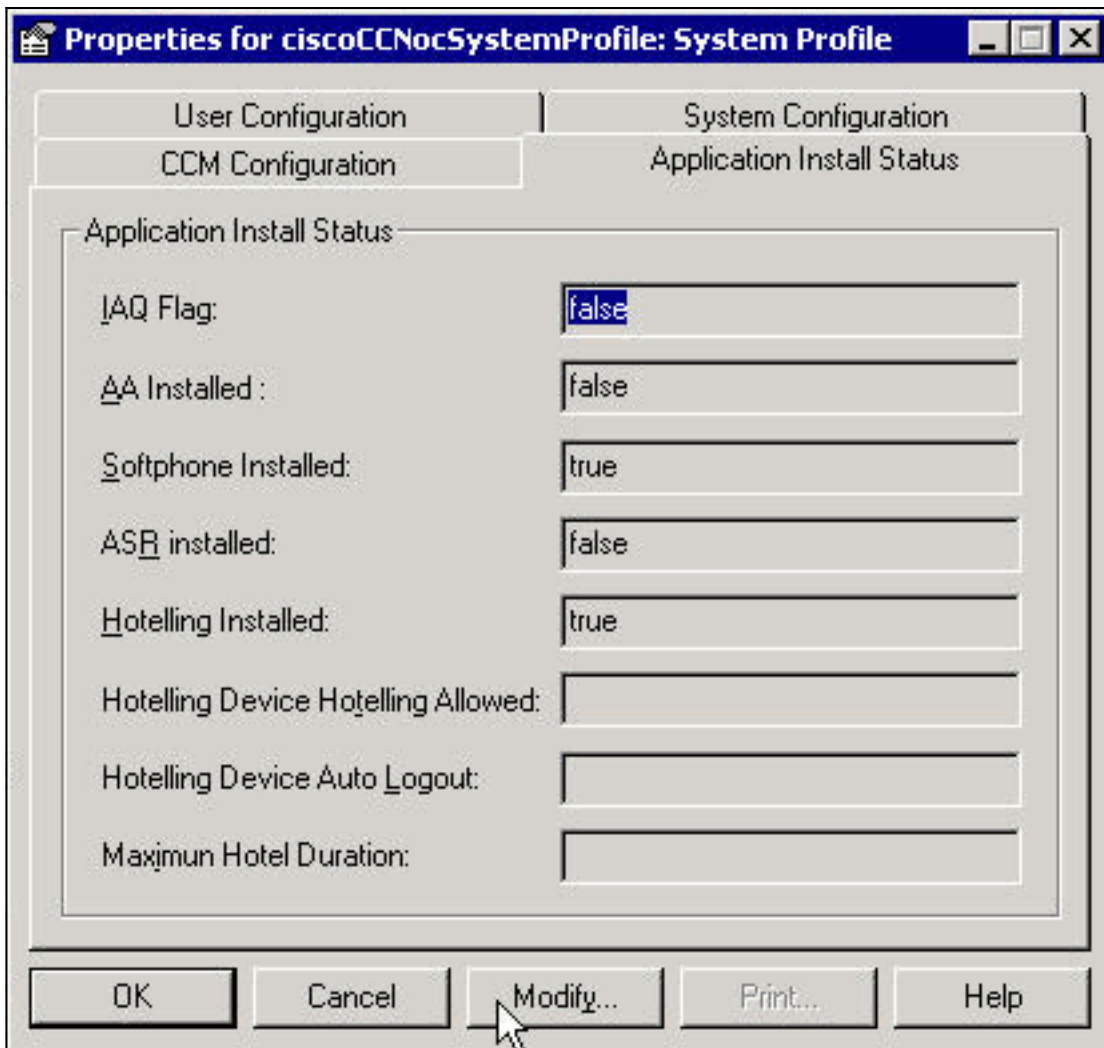 Properties for ciscoCCNocSystemProfile: System Profile
User Configuration
System Configuration
CCM Configuration
Application Install Status
Application Install Status
IAQ Flag:
false
AA Installed :
false
Softphone Installed:
true
ASR installed:
false
Hotelling Installed:
true
Hotelling Device Hotelling Allowed:
Hotelling Device Auto Logout:
Maximun Hotel Duration:
OK
Cancel
Modify...
Print...
Help